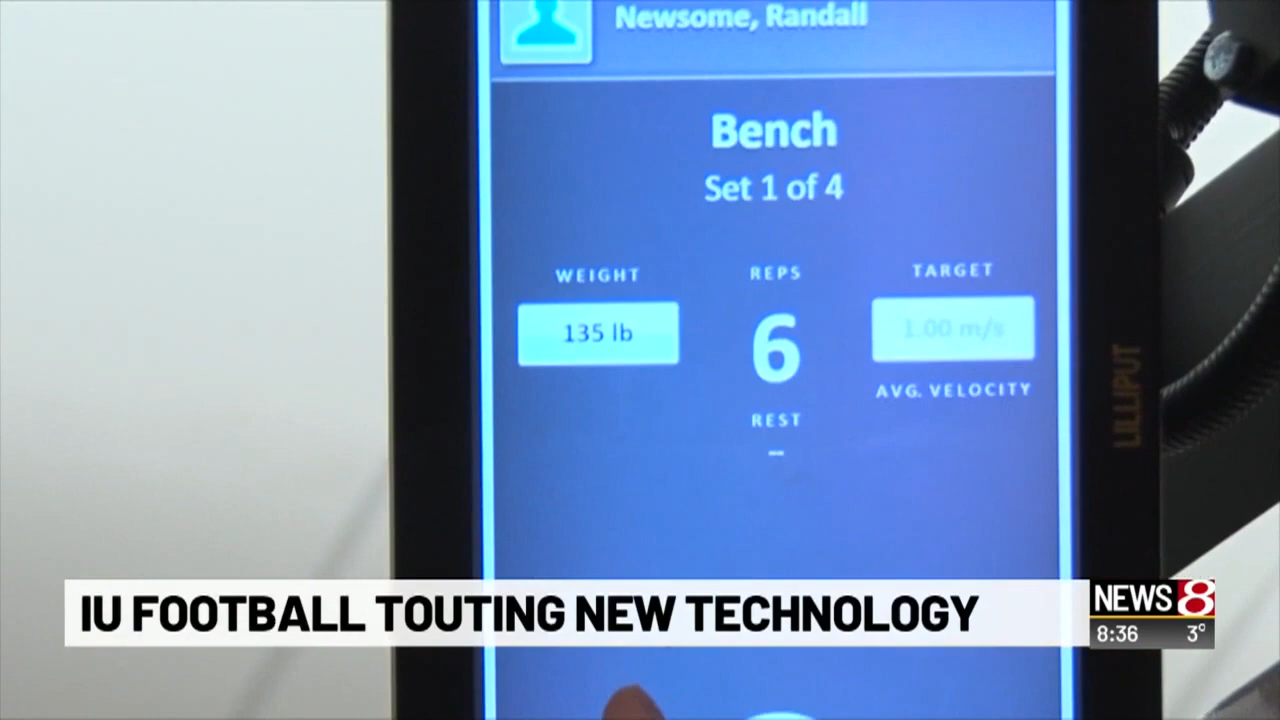 Newsome, Randall
Bench
Set 1 of 4
WEIGHT
REPS
TARGET
135 lb
6
1.00 m/s
AVG. VELOCITY
REST
--
LILLIPUT
IU FOOTBALL TOUTING NEW TECHNOLOGY
NEWS 8
8:36 3°